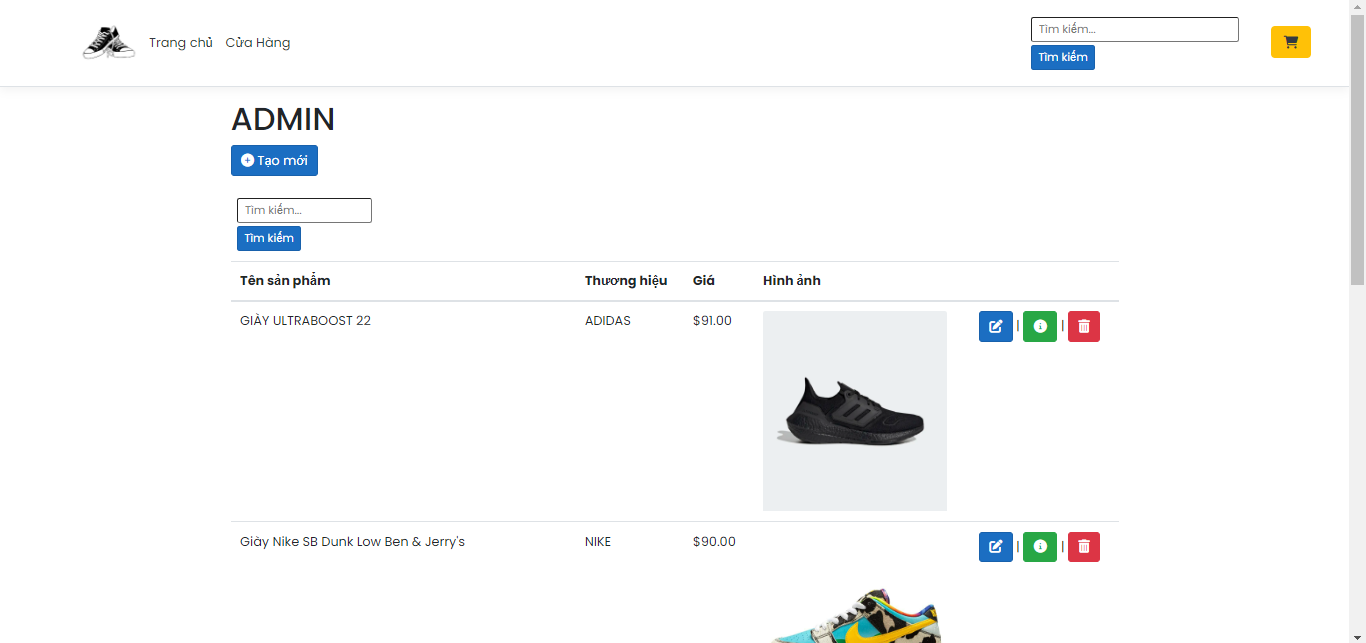 Trang chủ Cửa Hàng
Tìm kiếm...
Tìm kiếm
ADMIN
Tạo mới
Tìm kiếm...
Tìm kiếm
Tên sản phẩm Thương hiệu Giá Hình ảnh
GIÀY ULTRABOOST 22 ADIDAS $91.00
| |
Giày Nike SB Dunk Low Ben & Jerry's NIKE $90.00
| |